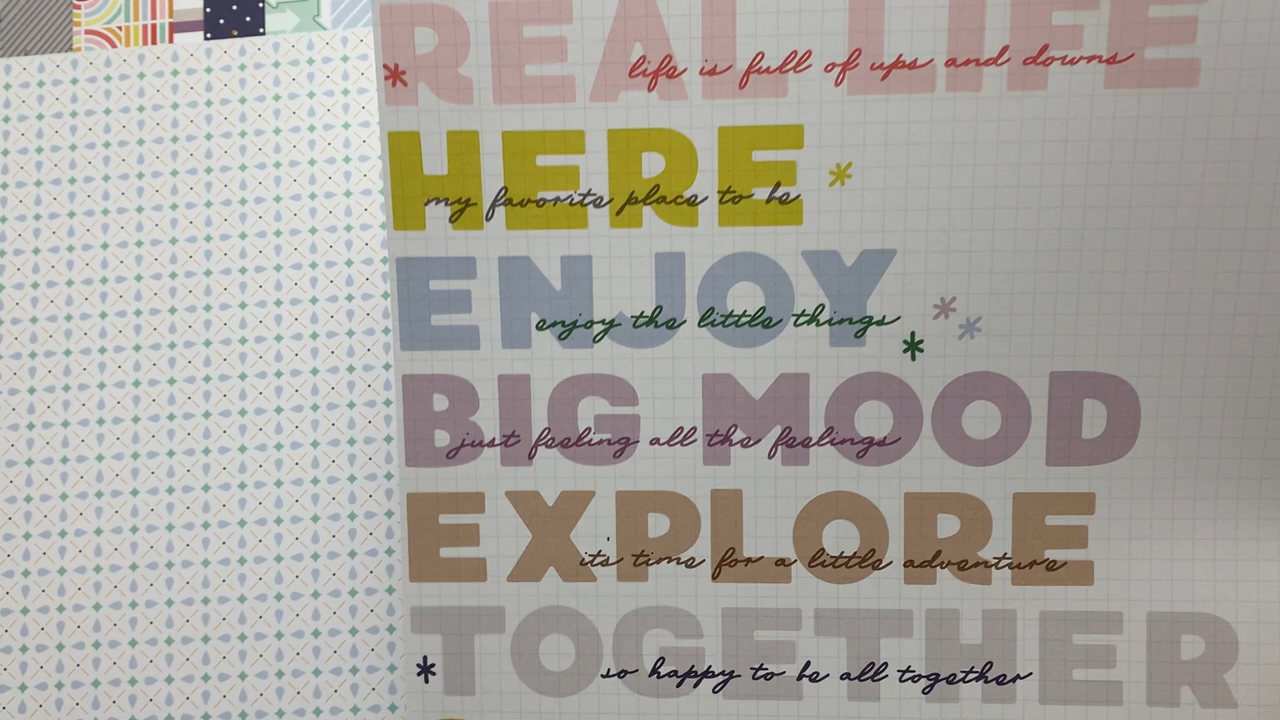 REAL LIFE
life is full of ups and downs
HERE
my favorite place to be
ENJOY
enjoy the little things
BIG MOOD
just feeling all the feelings
EXPLORE
it's time for a little adventure
TOGETHER
so happy to be all together